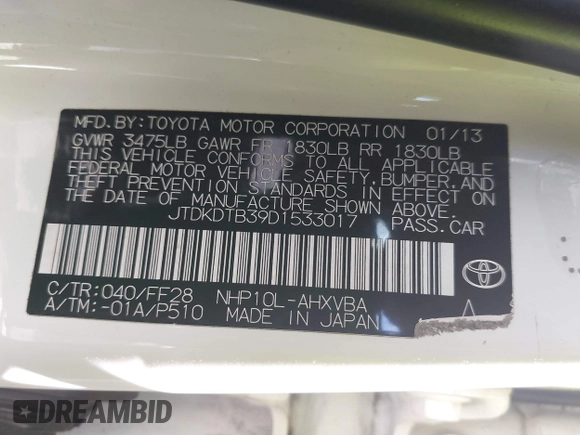 MFD. BY: TOYOTA MOTOR CORPORATION 01/13
GVWR 3475LB GAWR FR 1830LB RR 1830LB
THIS VEHICLE CONFORMS TO ALL APPLICABLE
FEDERAL MOTOR VEHICLE SAFETY, BUMPER, AND
THEFT PREVENTION STANDARDS IN EFFECT ON
THE DATE OF MANUFACTURE SHOWN ABOVE.
JTDKDTB39D1533017 PASS.CAR
C/TR:040/FF28 NHP10L-AHXVBA
A/TM:-01A/P510 MADE IN JAPAN
DREAMBID